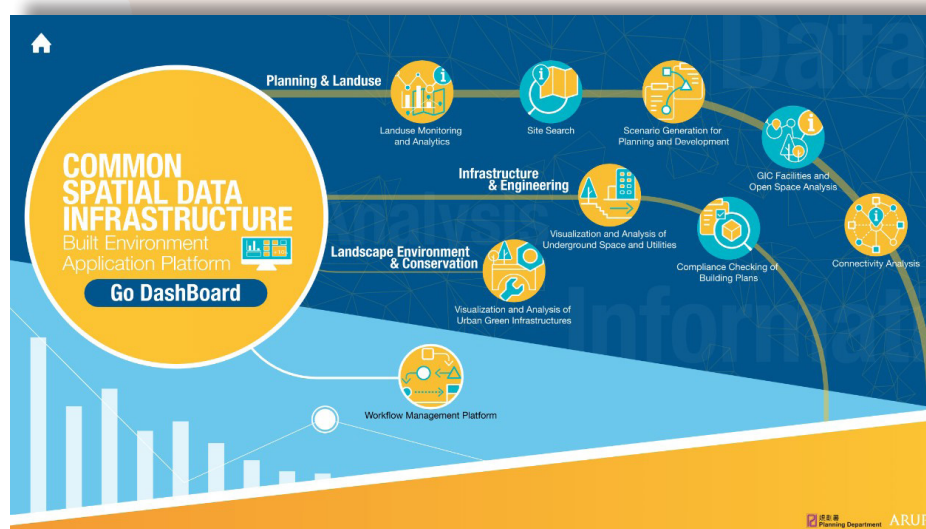 COMMON
SPATIAL DATA
INFRASTRUCTURE
Built Environment
Application Platform
Go DashBoard
Planning & Landuse
Landuse Monitoring
and Analytics
Site Search
Scenario Generation for
Planning and Development
GIC Facilities and
Open Space Analysis
Connectivity Analysis
Infrastructure
& Engineering
Visualization and Analysis of
Underground Space and Utilities
Compliance Checking of
Building Plans
Landscape Environment
& Conservation
Visualization and Analysis of
Urban Green Infrastructures
Workflow Management Platform
Data
Analysis
Informati
規劃署
Planning Department
ARUP